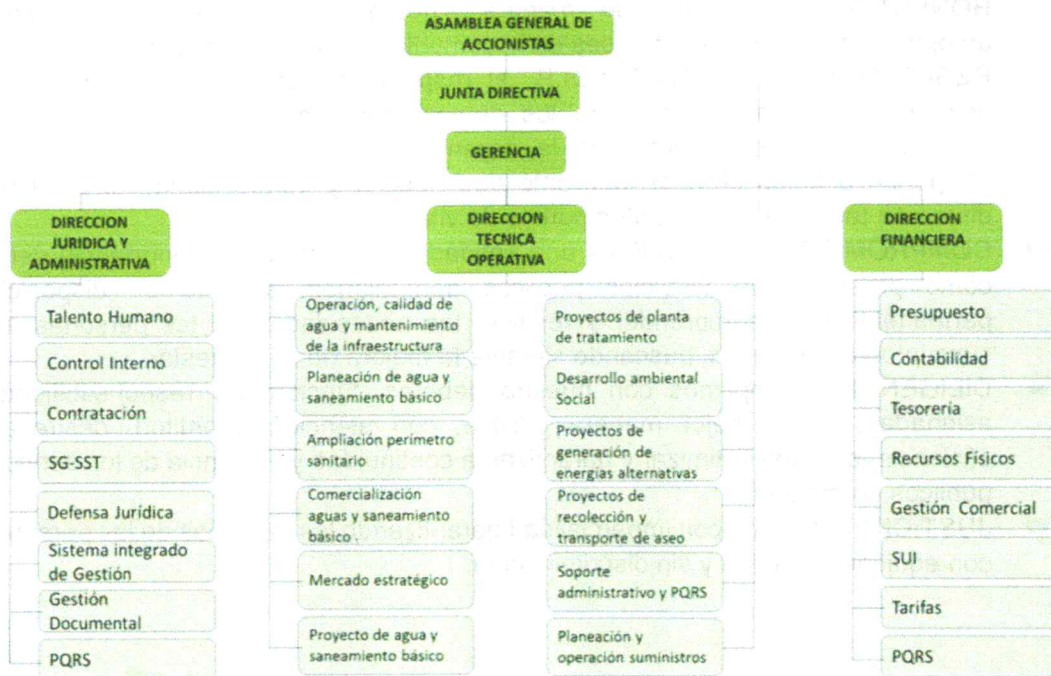 ASAMBLEA GENERAL DE
ACCIONISTAS
JUNTA DIRECTIVA
GERENCIA
DIRECCION
JURIDICA Y
ADMINISTRATIVA
Talento Humano
Control Interno
Contratación
SG-SST
Defensa Jurídica
Sistema integrado
de Gestión
Gestión
Documental
PQRS
DIRECCION
TECNICA
OPERATIVA
Operación, calidad de
agua y mantenimiento
de la infraestructura
Planeación de agua y
saneamiento básico
Ampliación perímetro
sanitario
Comercialización
aguas y saneamiento
básico
Mercado estratégico
Proyecto de agua y
saneamiento básico
Proyectos de planta
de tratamiento
Desarrollo ambiental
Social
Proyectos de
generación de
energías alternativas
Proyectos de
recolección y
transporte de aseo
Soporte
administrativo y PQRS
Planeación y
operación suministros
DIRECCION
FINANCIERA
Presupuesto
Contabilidad
Tesorería
Recursos Físicos
Gestión Comercial
SUI
Tarifas
PQRS